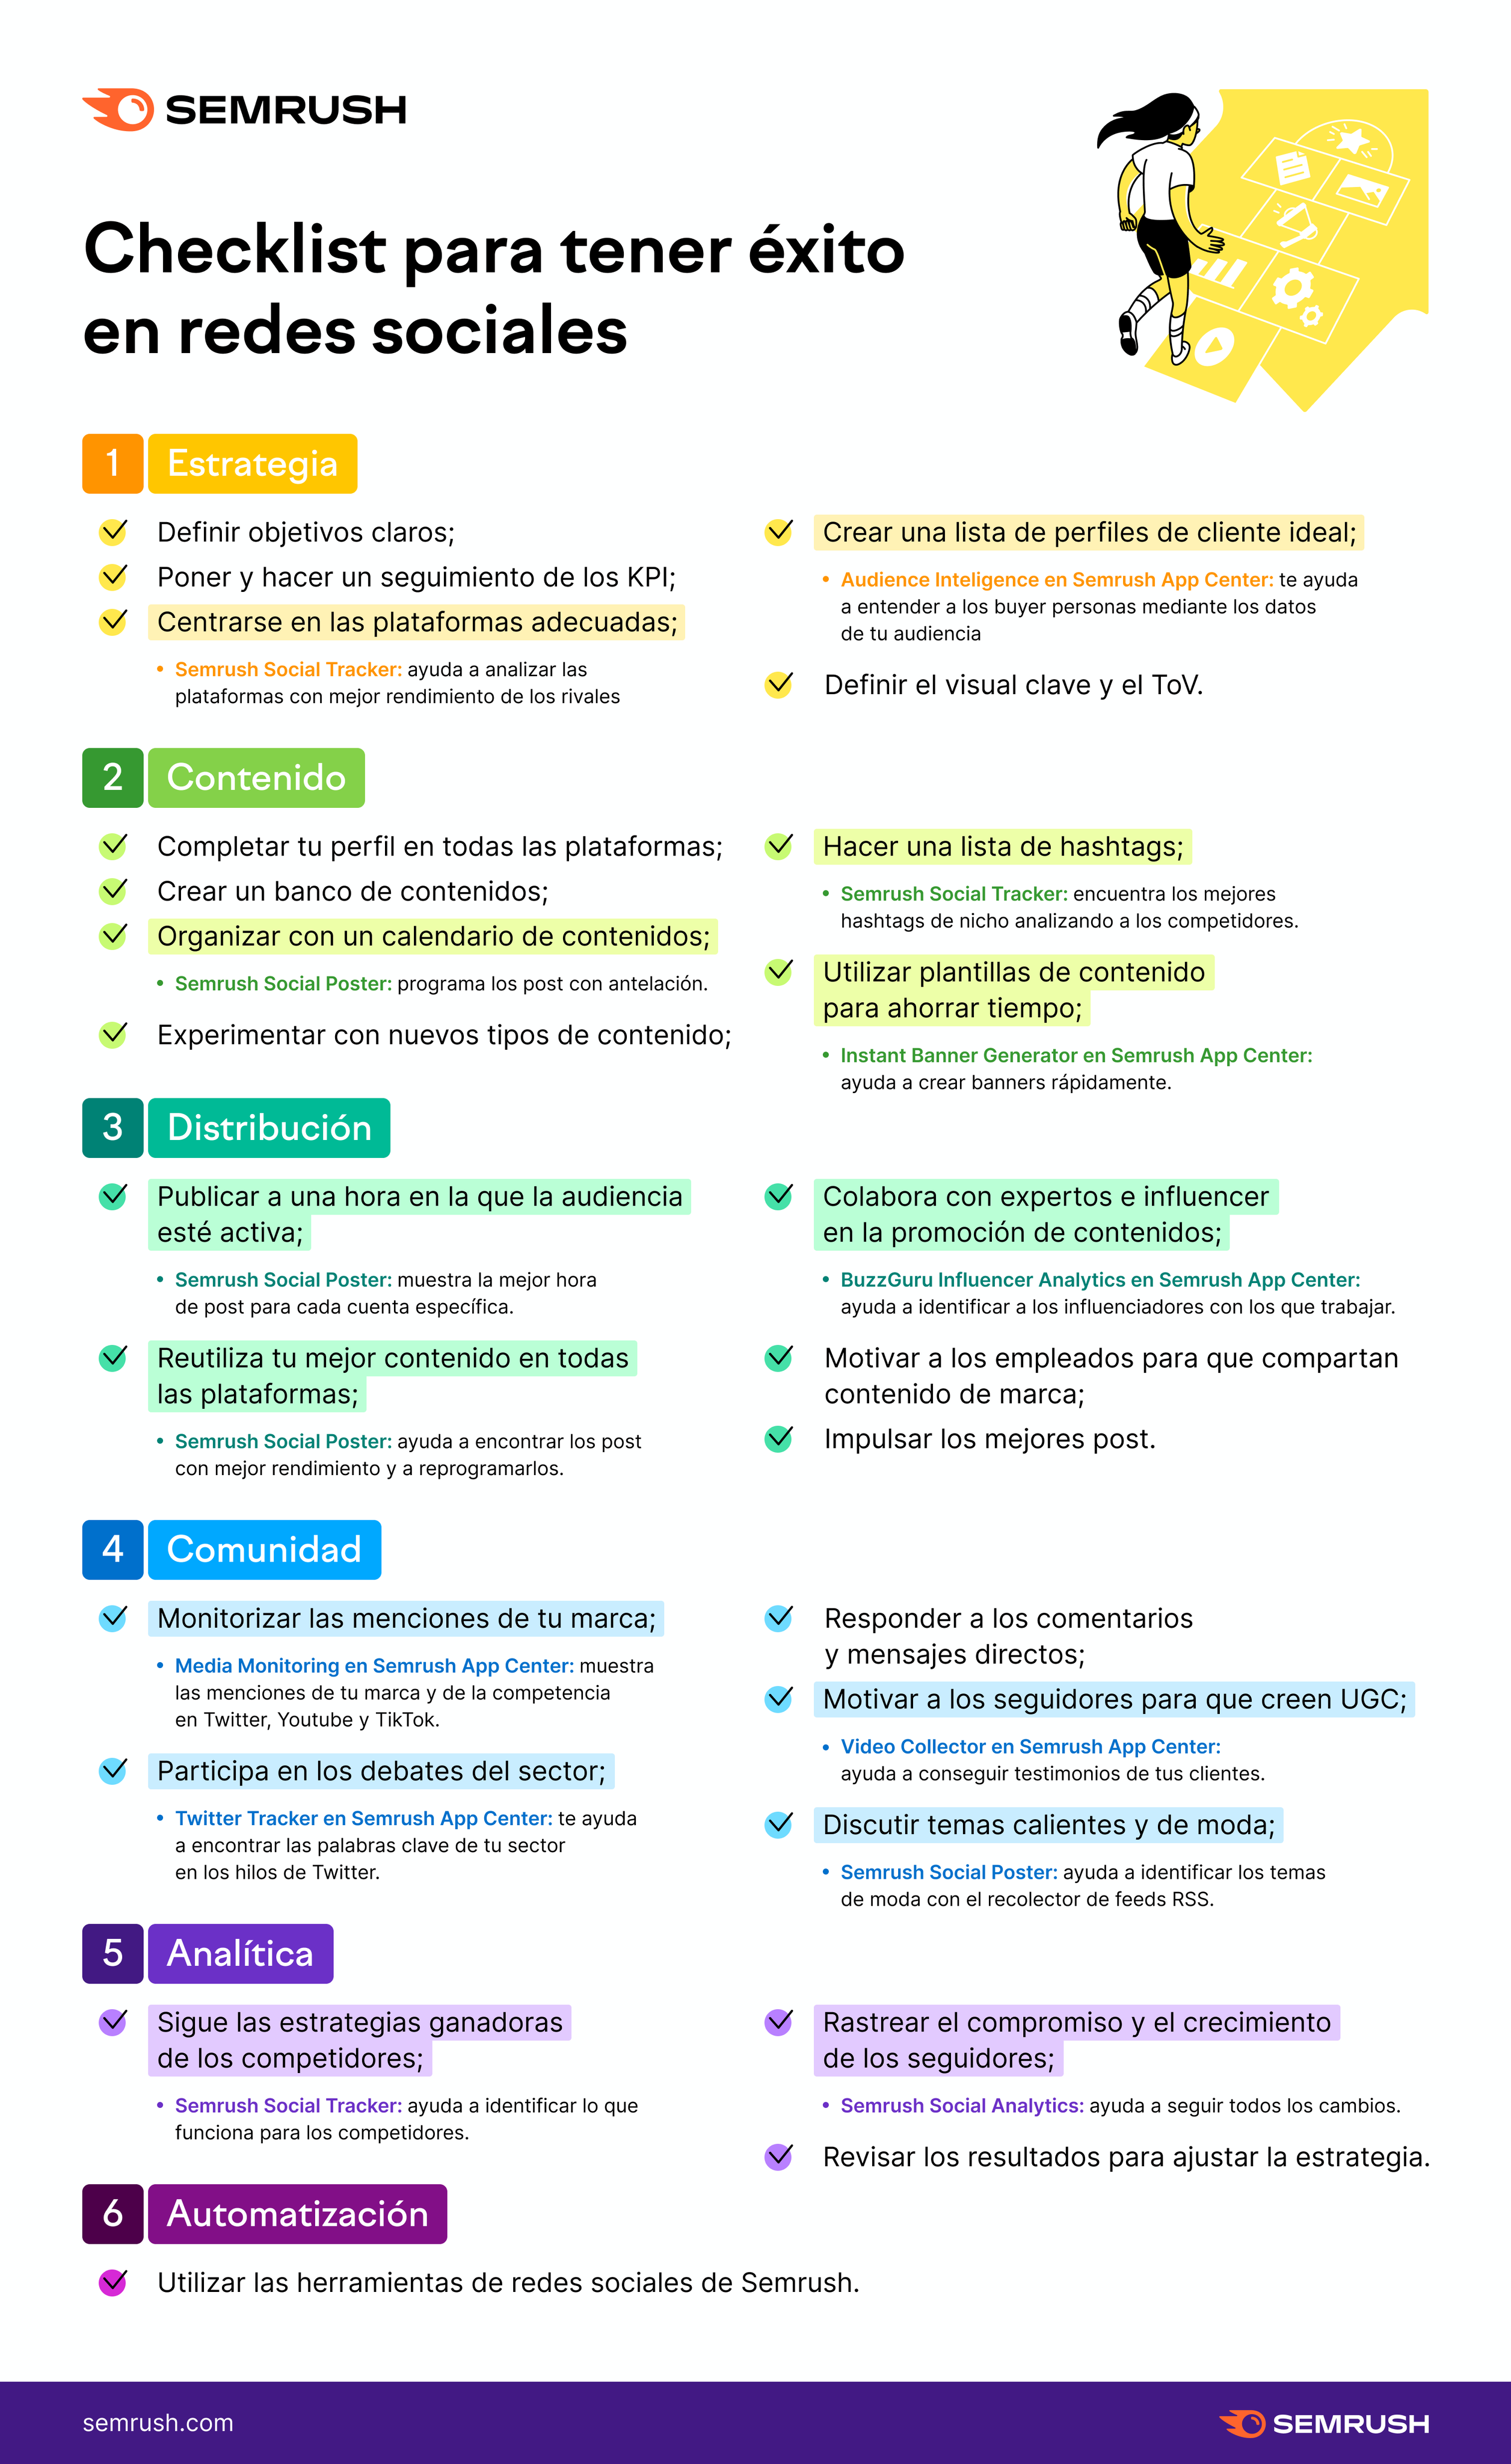 SEMRUSH
Checklist para tener éxito
en redes sociales
1 Estrategia
Definir objetivos claros;
Poner y hacer un seguimiento de los KPI;
Centrarse en las plataformas adecuadas;
• Semrush Social Tracker: ayuda a analizar las
plataformas con mejor rendimiento de los rivales
Crear una lista de perfiles de cliente ideal;
• Audience Inteligence en Semrush App Center: te ayuda
a entender a los buyer personas mediante los datos
de tu audiencia
Definir el visual clave y el ToV.
2 Contenido
Completar tu perfil en todas las plataformas;
Crear un banco de contenidos;
Organizar con un calendario de contenidos;
• Semrush Social Poster: programa los post con antelación.
Experimentar con nuevos tipos de contenido;
Hacer una lista de hashtags;
• Semrush Social Tracker: encuentra los mejores
hashtags de nicho analizando a los competidores.
Utilizar plantillas de contenido
para ahorrar tiempo;
• Instant Banner Generator en Semrush App Center:
ayuda a crear banners rápidamente.
3 Distribución
Publicar a una hora en la que la audiencia
esté activa;
• Semrush Social Poster: muestra la mejor hora
de post para cada cuenta específica.
Reutiliza tu mejor contenido en todas
las plataformas;
• Semrush Social Poster: ayuda a encontrar los post
con mejor rendimiento y a reprogramarlos.
Colabora con expertos e influencer
en la promoción de contenidos;
• BuzzGuru Influencer Analytics en Semrush App Center:
ayuda a identificar a los influenciadores con los que trabajar.
Motivar a los empleados para que compartan
contenido de marca;
Impulsar los mejores post.
4 Comunidad
Monitorizar las menciones de tu marca;
• Media Monitoring en Semrush App Center: muestra
las menciones de tu marca y de la competencia
en Twitter, Youtube y TikTok.
Participa en los debates del sector;
• Twitter Tracker en Semrush App Center: te ayuda
a encontrar las palabras clave de tu sector
en los hilos de Twitter.
Responder a los comentarios
y mensajes directos;
Motivar a los seguidores para que creen UGC;
• Video Collector en Semrush App Center:
ayuda a conseguir testimonios de tus clientes.
Discutir temas calientes y de moda;
• Semrush Social Poster: ayuda a identificar los temas
de moda con el recolector de feeds RSS.
5 Analítica
Sigue las estrategias ganadoras
de los competidores;
• Semrush Social Tracker: ayuda a identificar lo que
funciona para los competidores.
Rastrear el compromiso y el crecimiento
de los seguidores;
• Semrush Social Analytics: ayuda a seguir todos los cambios.
Revisar los resultados para ajustar la estrategia.
6 Automatización
Utilizar las herramientas de redes sociales de Semrush.
semrush.com
SEMRUSH